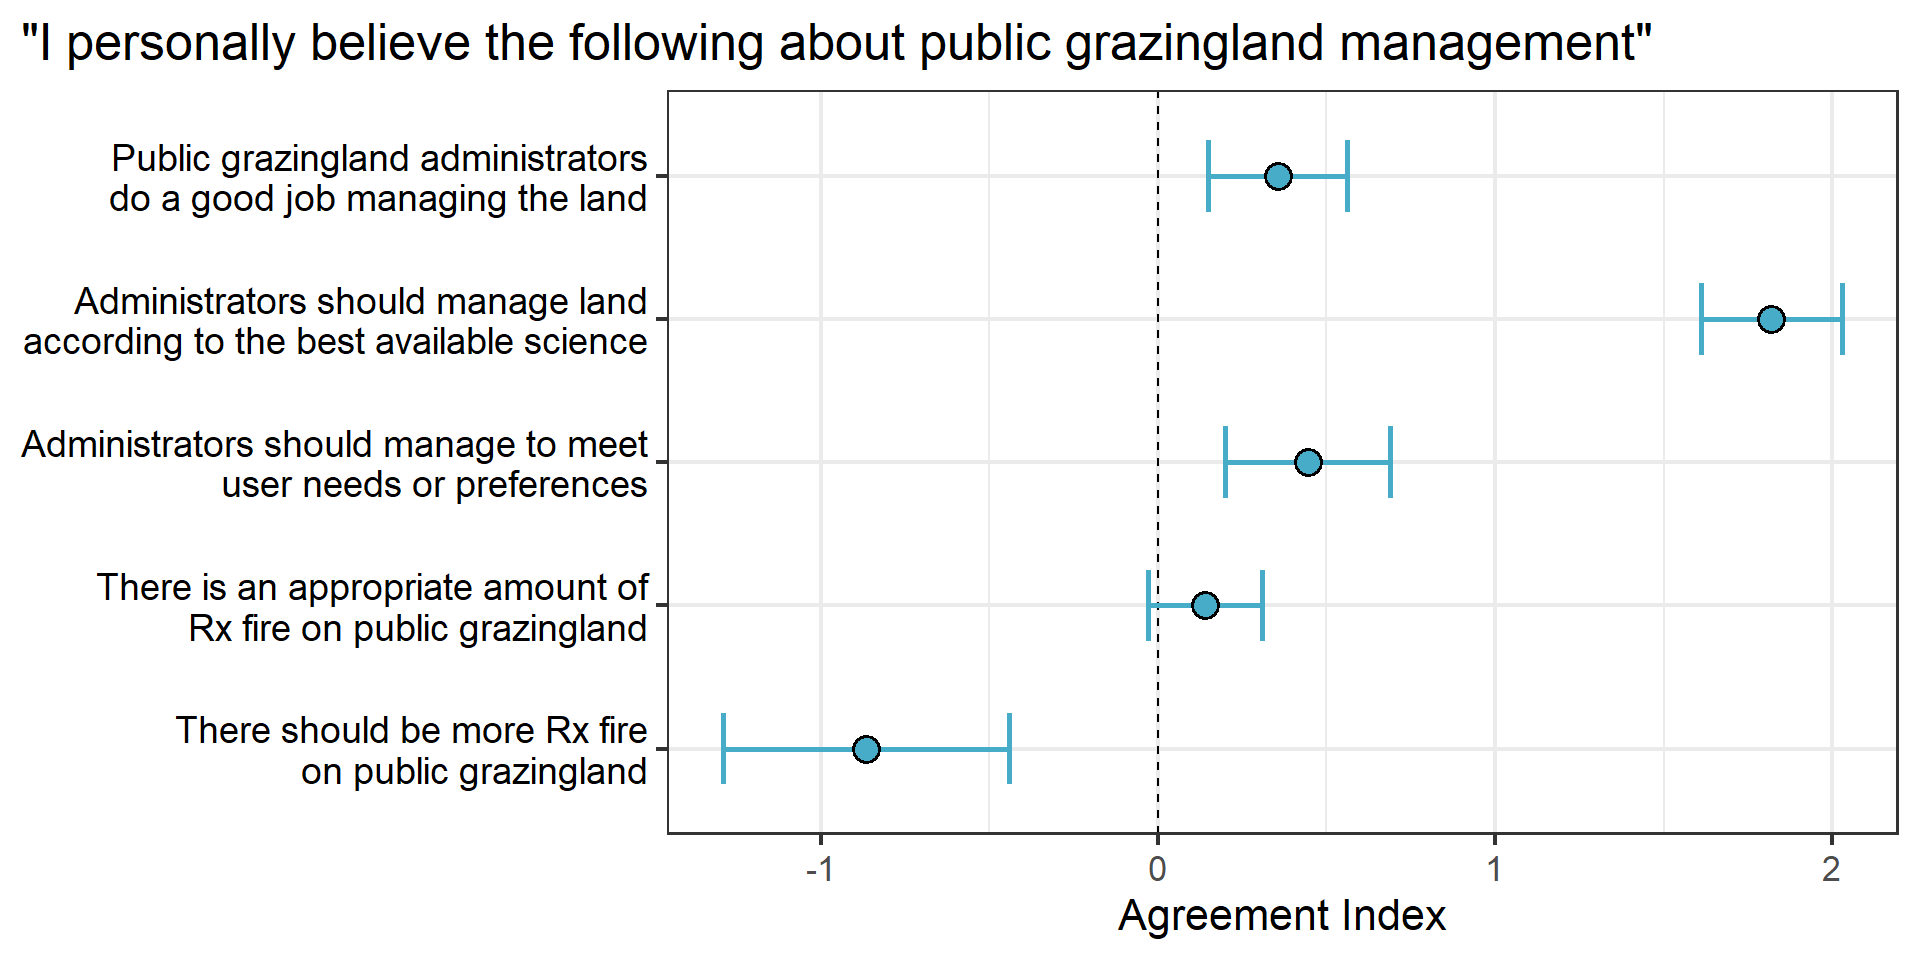 "I personally believe the following about public grazingland management"
Public grazingland administrators
do a good job managing the land
Administrators should manage land
according to the best available science
Administrators should manage to meet
user needs or preferences
There is an appropriate amount of
Rx fire on public grazingland
There should be more Rx fire
on public grazingland
-1 0 1 2
Agreement Index